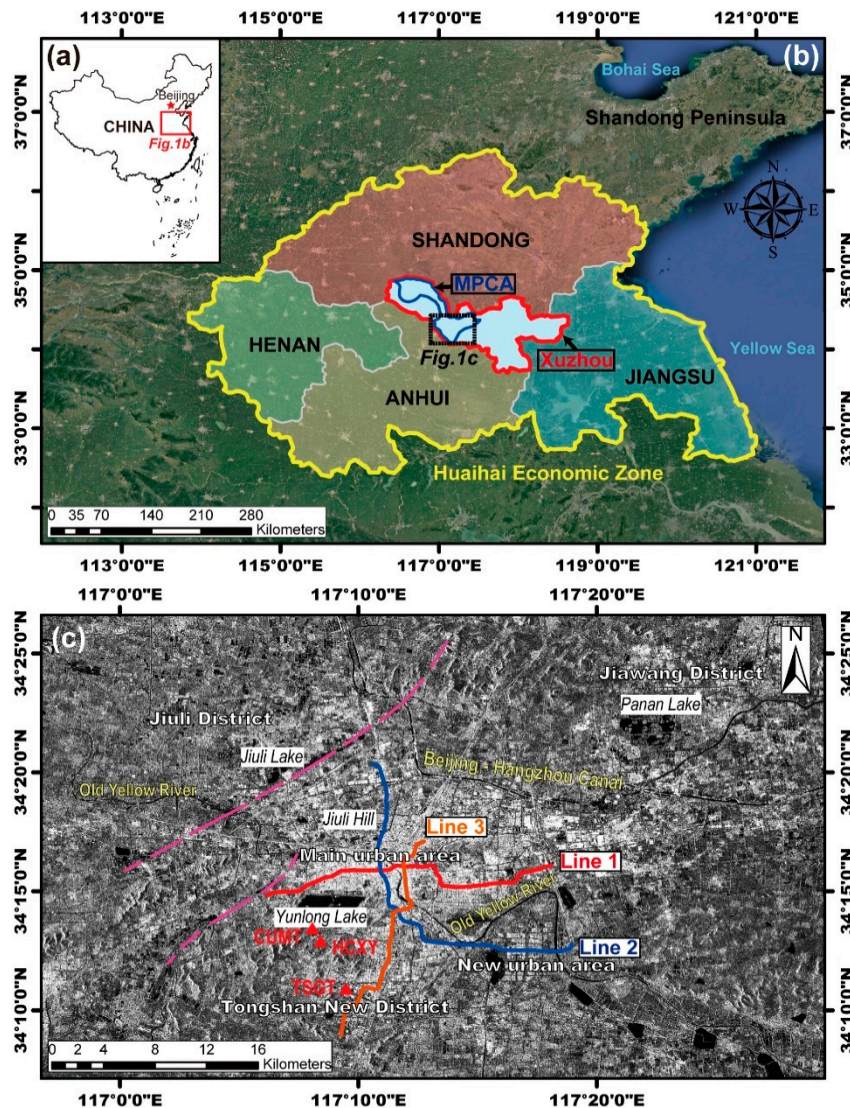 113°0'0"E 115°0'0"E 117°0'0"E 119°0'0"E 121°0'0"E
(a)
Beijing
CHINA
Fig.1b
(b)
Bohai Sea
Shandong Peninsula
N
W E
S
SHANDONG
MPCA
HENAN
Fig.1c
Xuzhou
Yellow Sea
ANHUI
JIANGSU
Huaihai Economic Zone
37°0'0"N
35°0'0"N
33°0'0"N
37°0'0"N
35°0'0"N
33°0'0"N
0 35 70 140 210 280
Kilometers
113°0'0"E 115°0'0"E 117°0'0"E 119°0'0"E 121°0'0"E
117°0'0"E 117°10'0"E 117°20'0"E
(c)
N
Jiawang District
Panan Lake
Jiuli District
Jiuli Lake
Beijing - Hangzhou Canal
Old Yellow River
Jiuli Hill
Line 3
Main urban area
Line 1
Old Yellow River
Yunlong Lake
CUMT
HCXY
Line 2
New urban area
TSGT
Tongshan New District
34°25'0"N
34°20'0"N
34°15'0"N
34°10'0"N
34°25'0"N
34°20'0"N
34°15'0"N
34°10'0"N
0 2 4 8 12 16
Kilometers
117°0'0"E 117°10'0"E 117°20'0"E